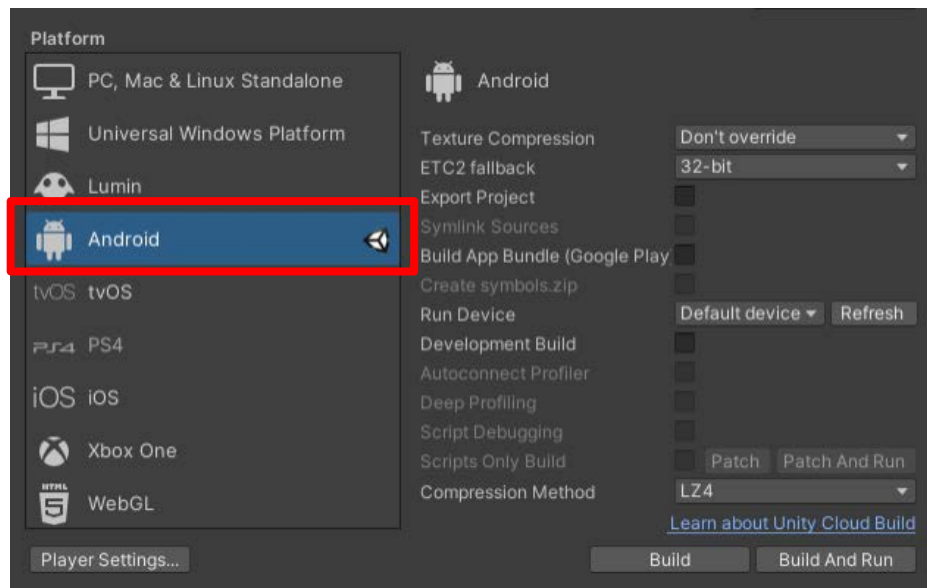 Platform
PC, Mac & Linux Standalone
Universal Windows Platform
Lumin
Android
tvOS tvOS
PS4 PS4
iOS iOS
Xbox One
HTML 5 WebGL
Player Settings...
Android
Texture Compression Don't override
ETC2 fallback 32-bit
Export Project
Symlink Sources
Build App Bundle (Google Play
Create symbols.zip
Run Device Default device Refresh
Development Build
Autoconnect Profiler
Deep Profiling
Script Debugging
Scripts Only Build Patch Patch And Run
Compression Method LZ4
Learn about Unity Cloud Build
Build Build And Run